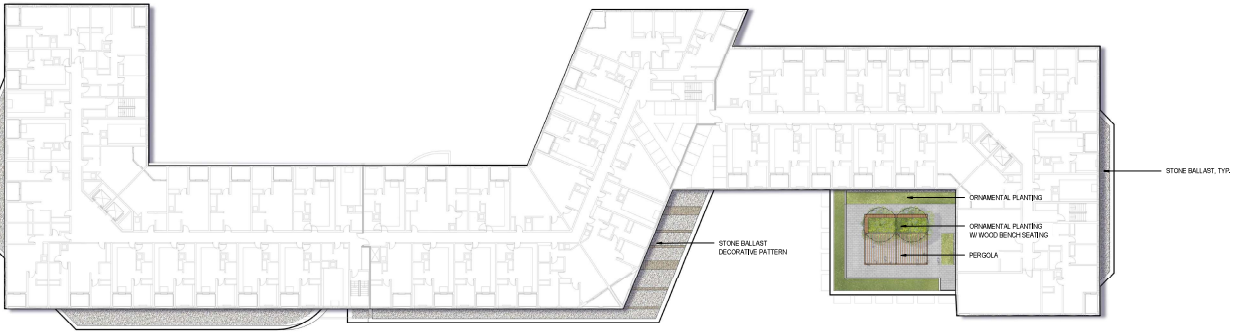 STONE BALLAST, TYP.
ORNAMENTAL PLANTING
ORNAMENTAL PLANTING
W/ WOOD BENCH SEATING
STONE BALLAST
DECORATIVE PATTERN
PERGOLA